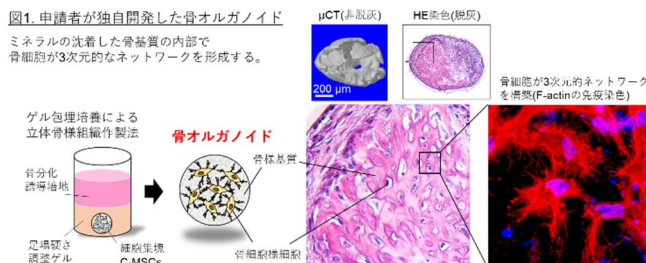 図1. 申請者が独自開発した骨オルガノイド
ミネラルの沈着した骨基質の内部で
骨細胞が3次元的なネットワークを形成する。
μCT(非脱灰)
HE染色(脱灰)
200 μm
骨細胞が3次元的ネットワーク
を構築(F-actinの免疫染色)
ゲル包埋培養による
立体骨様組織作製法
骨オルガノイド
骨分化
誘導培地
骨様基質
骨細胞様細胞
足場硬さ
調整ゲル
細胞集塊
C-MSCs